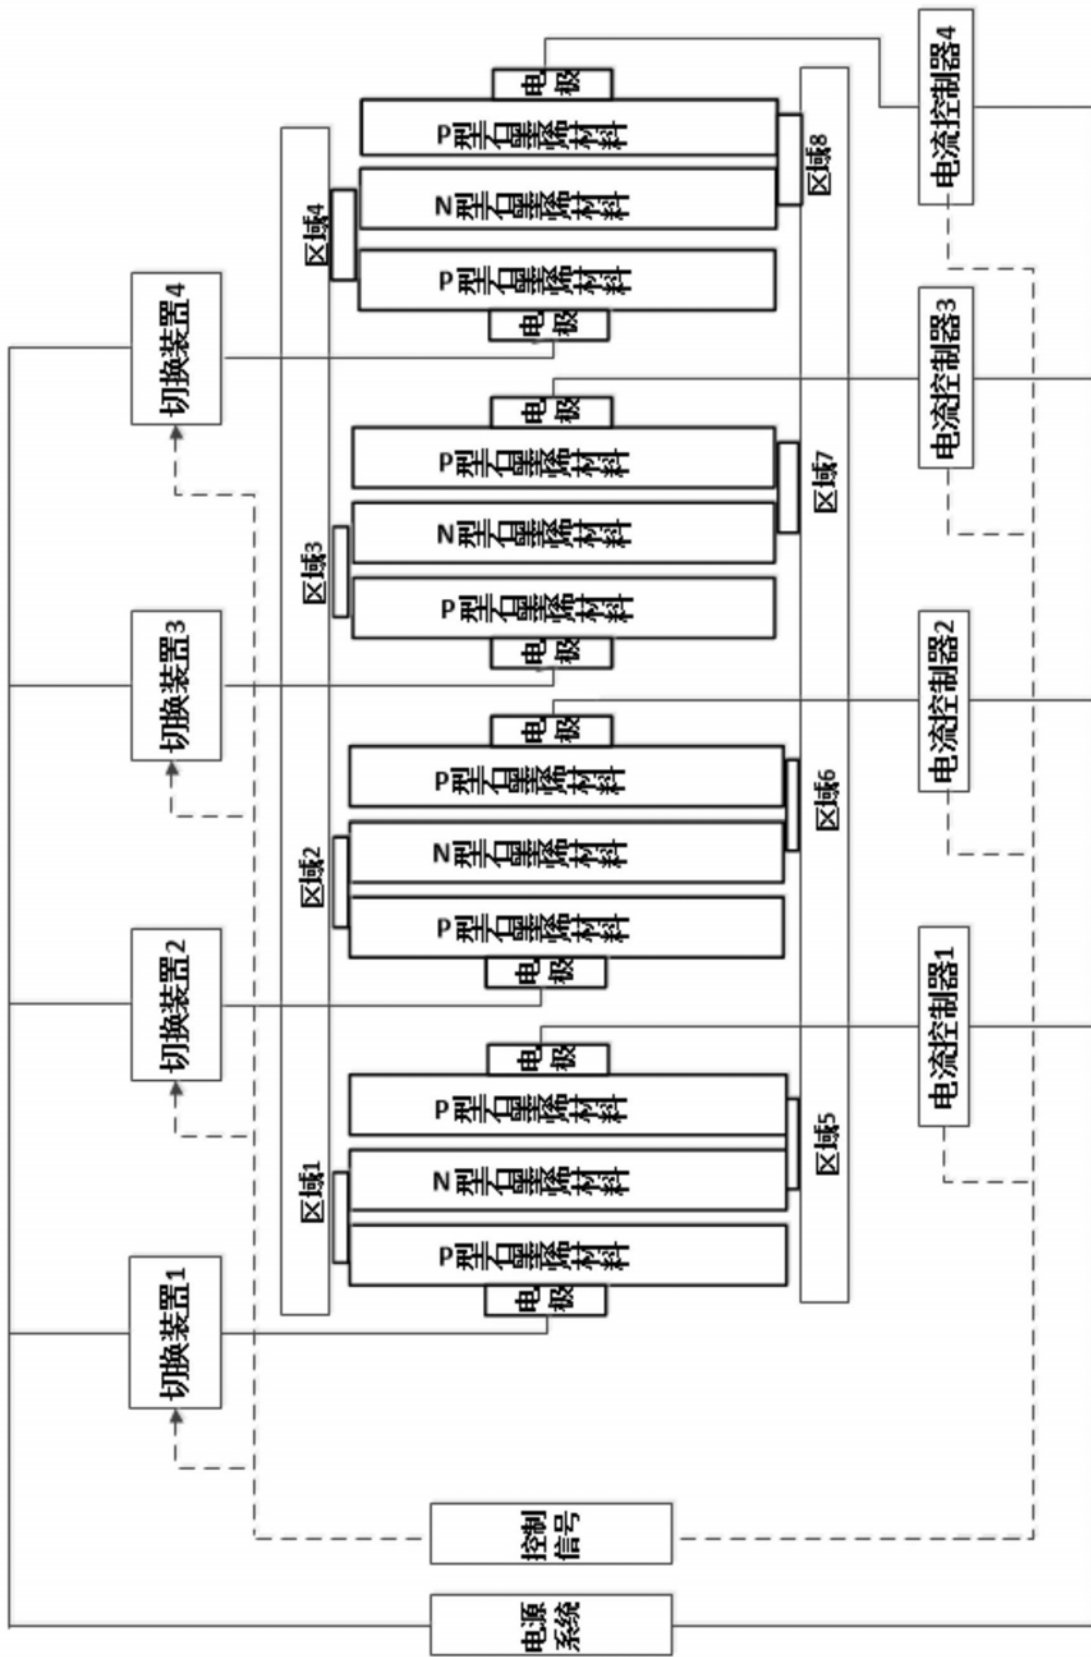 电源
系统
控制
信号
切换装置1
切换装置2
切换装置3
切换装置4
区域1
区域2
区域3
区域4
电极
P型石墨烯材料
N型石墨烯材料
P型石墨烯材料
电极
电极
P型石墨烯材料
N型石墨烯材料
P型石墨烯材料
电极
电极
P型石墨烯材料
N型石墨烯材料
P型石墨烯材料
电极
电极
P型石墨烯材料
N型石墨烯材料
P型石墨烯材料
电极
区域5
区域6
区域7
区域8
电流控制器1
电流控制器2
电流控制器3
电流控制器4